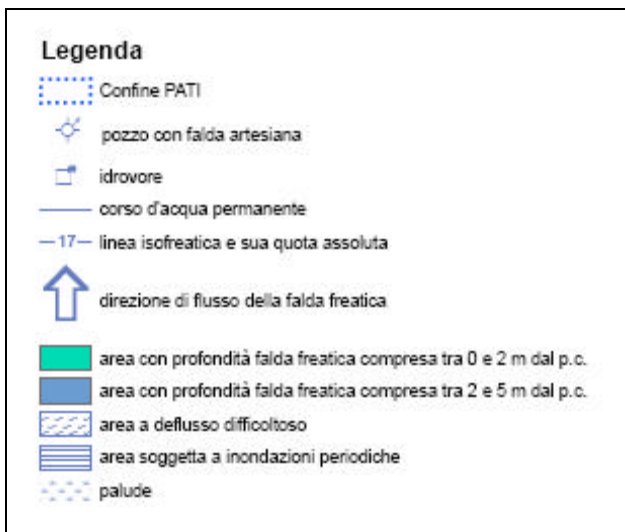 Legenda
Confine PATI
pozzo con falda artesiana
idrovore
corso d'acqua permanente
17 linea isofreatica e sua quota assoluta
direzione di flusso della falda freatica
area con profondità falda freatica compresa tra 0 e 2 m dal p.c.
area con profondità falda freatica compresa tra 2 e 5 m dal p.c.
area a deflusso difficoltoso
area soggetta a inondazioni periodiche
palude